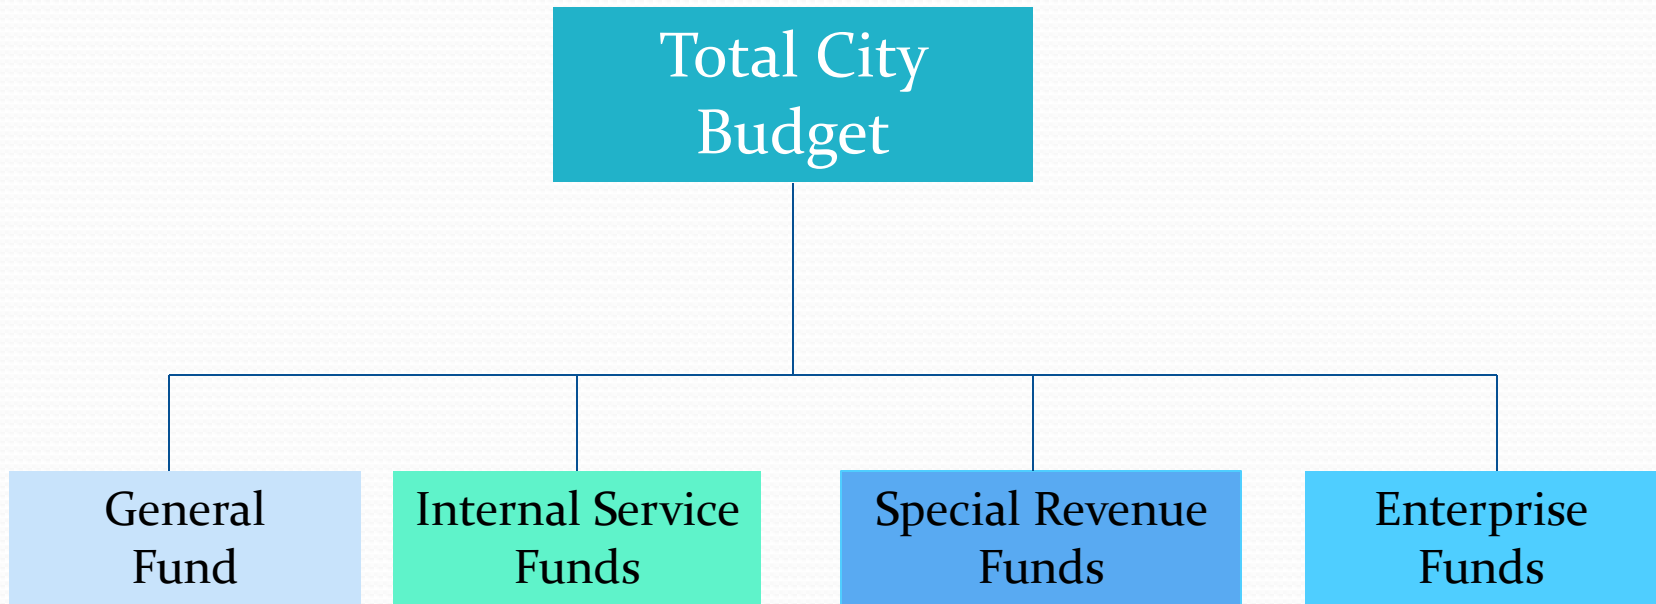 Total City
Budget
General
Fund
Internal Service
Funds
Special Revenue
Funds
Enterprise
Funds